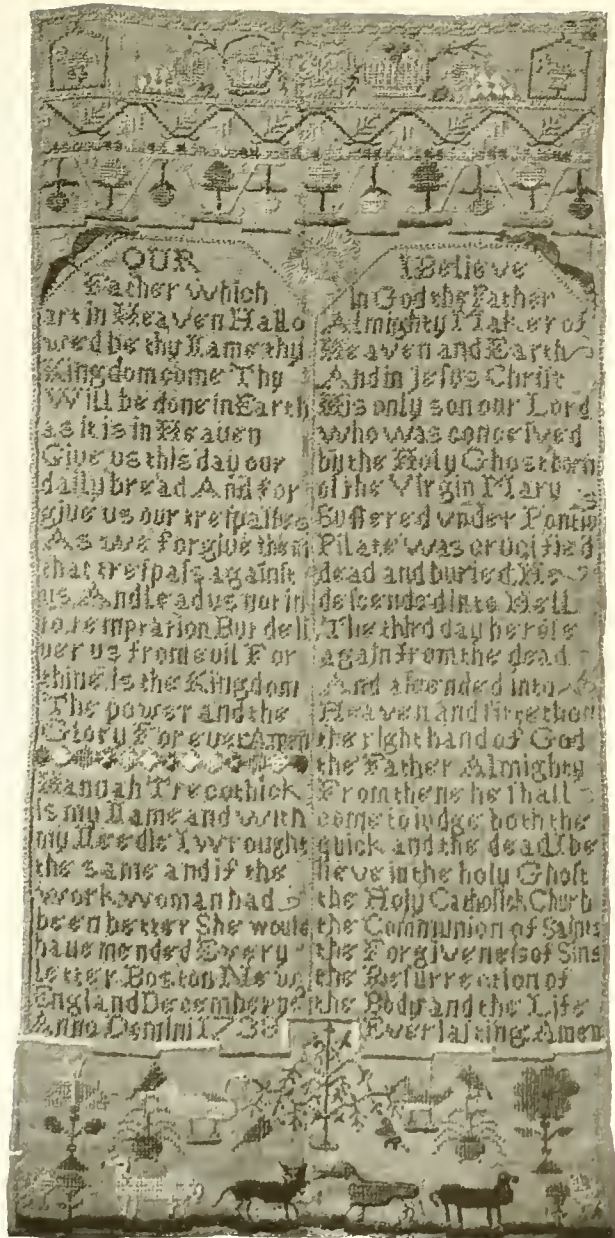 OUR
Father which
art in Heaven Hallo
wed be thy Name thy
Kingdom come Thy
Will be done in Earth
as it is in Heaven
Give us this day our
daily bread And for
give us our treſpaſſes
As we forgive them
that treſpaſs againſt
us And Lead us not in
to temptation But deli
ver us from evil For
thine is the Kingdom
The power and the
Glory For ever Amen
Hannah Trecothick
is my Name and with
my Needle I wrought
the same and if the
work woman had
been better She would
have mended Every
Letter Boston New
England December
Anno Domini
I Believe
In God the Father
Almighty Maker of
Heaven and Earth
And in Jeſus Chriſt
His only son our Lord
who was conceived
by the Holy Ghost born
of the Virgin Mary
Suffered vnder Pontiu
Pilate was crucified
dead and buried He
deſcended into Hell
The third day he roſe
again from the dead
And aſcended into
Heaven and ſitteth on
the right hand of God
the Father Almighty
From thenc he ſhall
come to judge both the
quick and the dead I be
lieve in the holy Ghoſt
the Holy Catholick Church
the Communion of Saints
the Forgiveneſs of Sins
the Reſurrection of
the Body and the Life
Everlaſting Amen